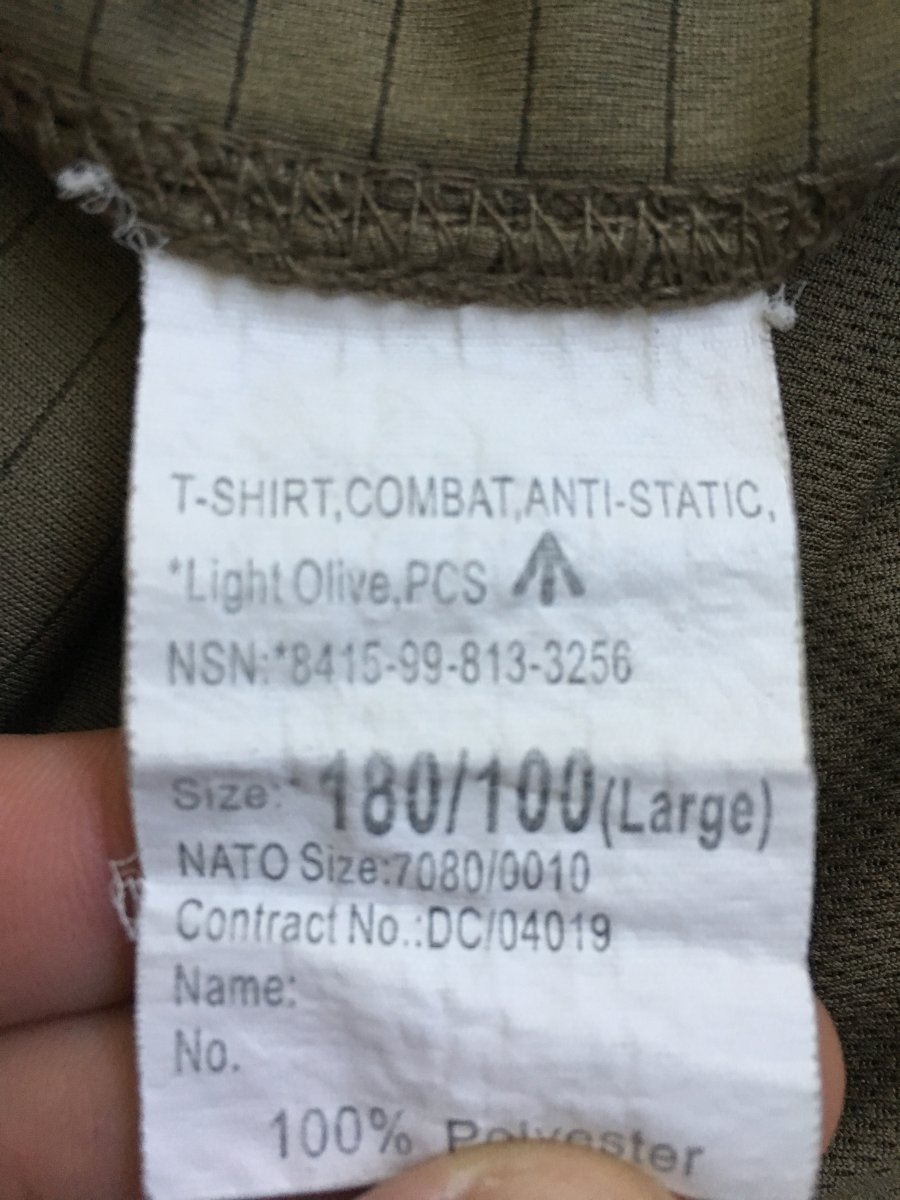 T-SHIRT,COMBAT,ANTI-STATIC,
*Light Olive,PCS
NSN:*8415-99-813-3256
Size:*180/100(Large)
NATO Size:7080/0010
Contract No.:DC/04019
Name:
No.
100% Polyester